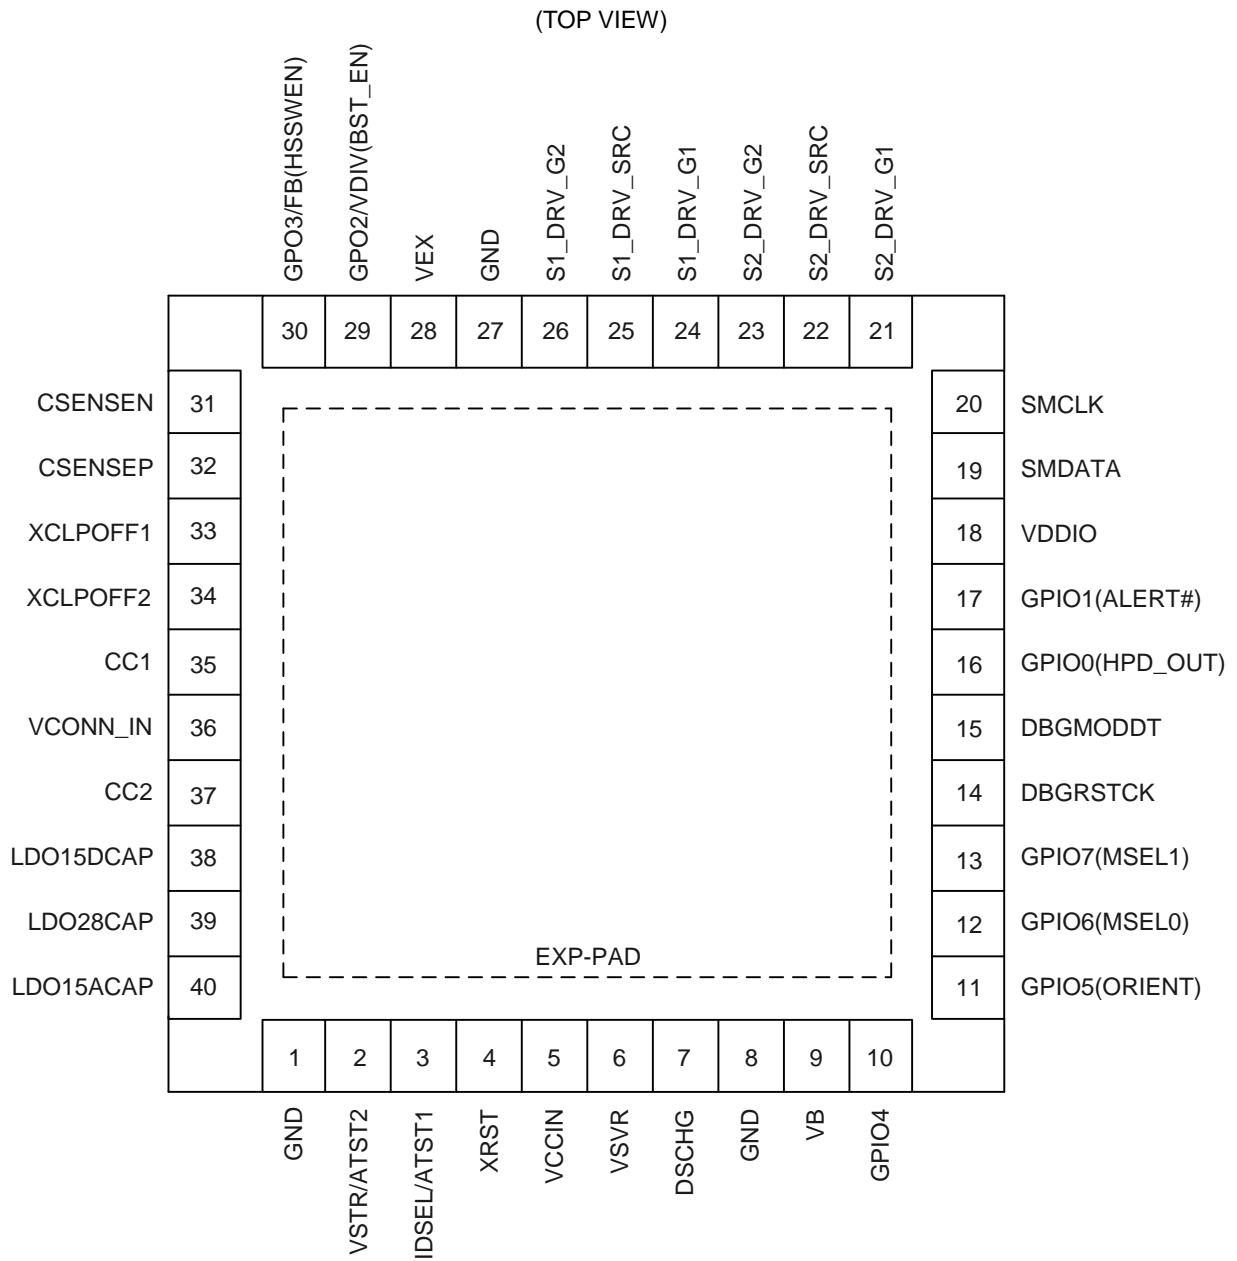 (TOP VIEW)
GPO3/FB(HSSWEN)
GPO2/VDIV(BST_EN)
VEX
GND
S1_DRV_G2
S1_DRV_SRC
S1_DRV_G1
S2_DRV_G2
S2_DRV_SRC
S2_DRV_G1
30 29 28 27 26 25 24 23 22 21
CSENSEN 31
20 SMCLK
CSENSEP 32
19 SMDATA
XCLPOFF1 33
18 VDDIO
XCLPOFF2 34
17 GPIO1(ALERT#)
CC1 35
16 GPIO0(HPD_OUT)
VCONN_IN 36
15 DBGMODDT
CC2 37
14 DBGRSTCK
LDO15DCAP 38
13 GPIO7(MSEL1)
LDO28CAP 39
12 GPIO6(MSEL0)
EXP-PAD
LDO15ACAP 40
11 GPIO5(ORIENT)
1 2 3 4 5 6 7 8 9 10
GND
VSTR/ATST2
IDSEL/ATST1
XRST
VCCIN
VSVR
DSCHG
GND
VB
GPIO4